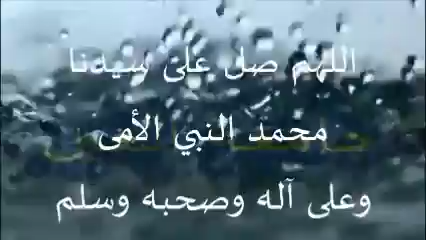 اللهم صل على سيدنا
محمد النبي الأمى
وعلى آله وصحبه وسلم